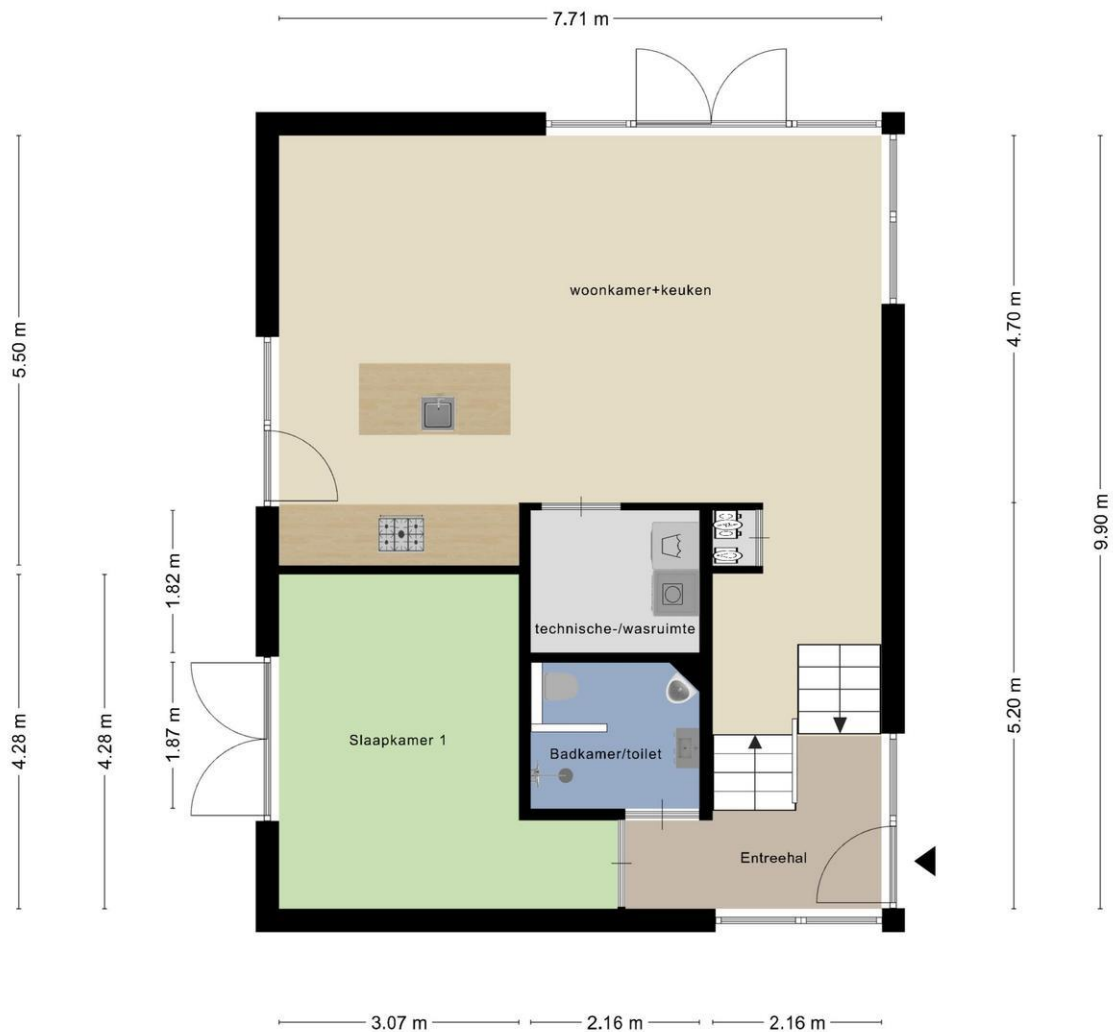 7.71 m
woonkamer+keuken
5.50 m
4.70 m
9.90 m
1.82 m
technische-/wasruimte
4.28 m
4.28 m
1.87 m
5.20 m
Slaapkamer 1
Badkamer/toilet
Entreehal
3.07 m
2.16 m
2.16 m